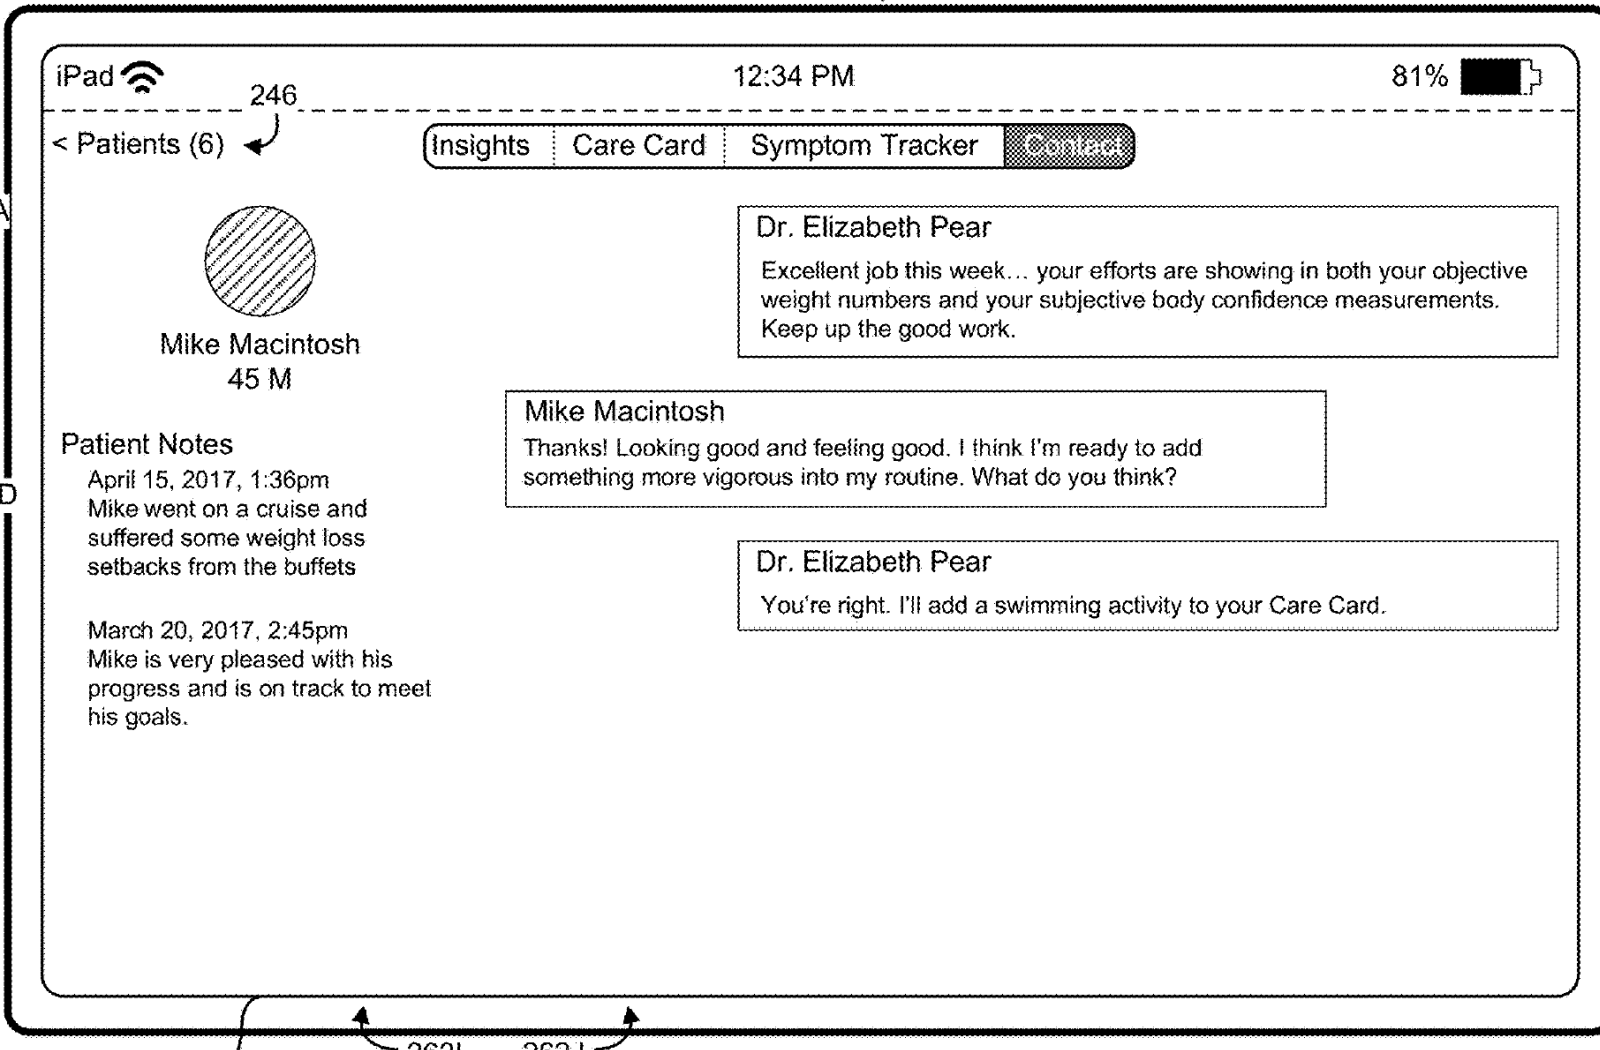 iPad
12:34 PM
81%
246
< Patients (6)
Insights
Care Card
Symptom Tracker
Contact
Mike Macintosh
45 M
Patient Notes
April 15, 2017, 1:36pm
Mike went on a cruise and
suffered some weight loss
setbacks from the buffets
March 20, 2017, 2:45pm
Mike is very pleased with his
progress and is on track to meet
his goals.
Dr. Elizabeth Pear
Excellent job this week... your efforts are showing in both your objective
weight numbers and your subjective body confidence measurements.
Keep up the good work.
Mike Macintosh
Thanks! Looking good and feeling good. I think I'm ready to add
something more vigorous into my routine. What do you think?
Dr. Elizabeth Pear
You're right. I'll add a swimming activity to your Care Card.